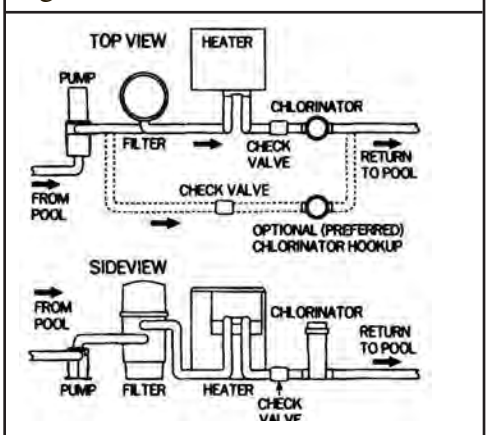 TOP VIEW
HEATER
PUMP
CHLORINATOR
FILTER
CHECK
VALVE
RETURN
TO POOL
FROM
POOL
CHECK VALVE
OPTIONAL (PREFERRED)
CHLORINATOR HOOKUP
SIDEVIEW
FROM
POOL
CHLORINATOR
RETURN
TO POOL
PUMP
FILTER
HEATER
CHECK
VALVE